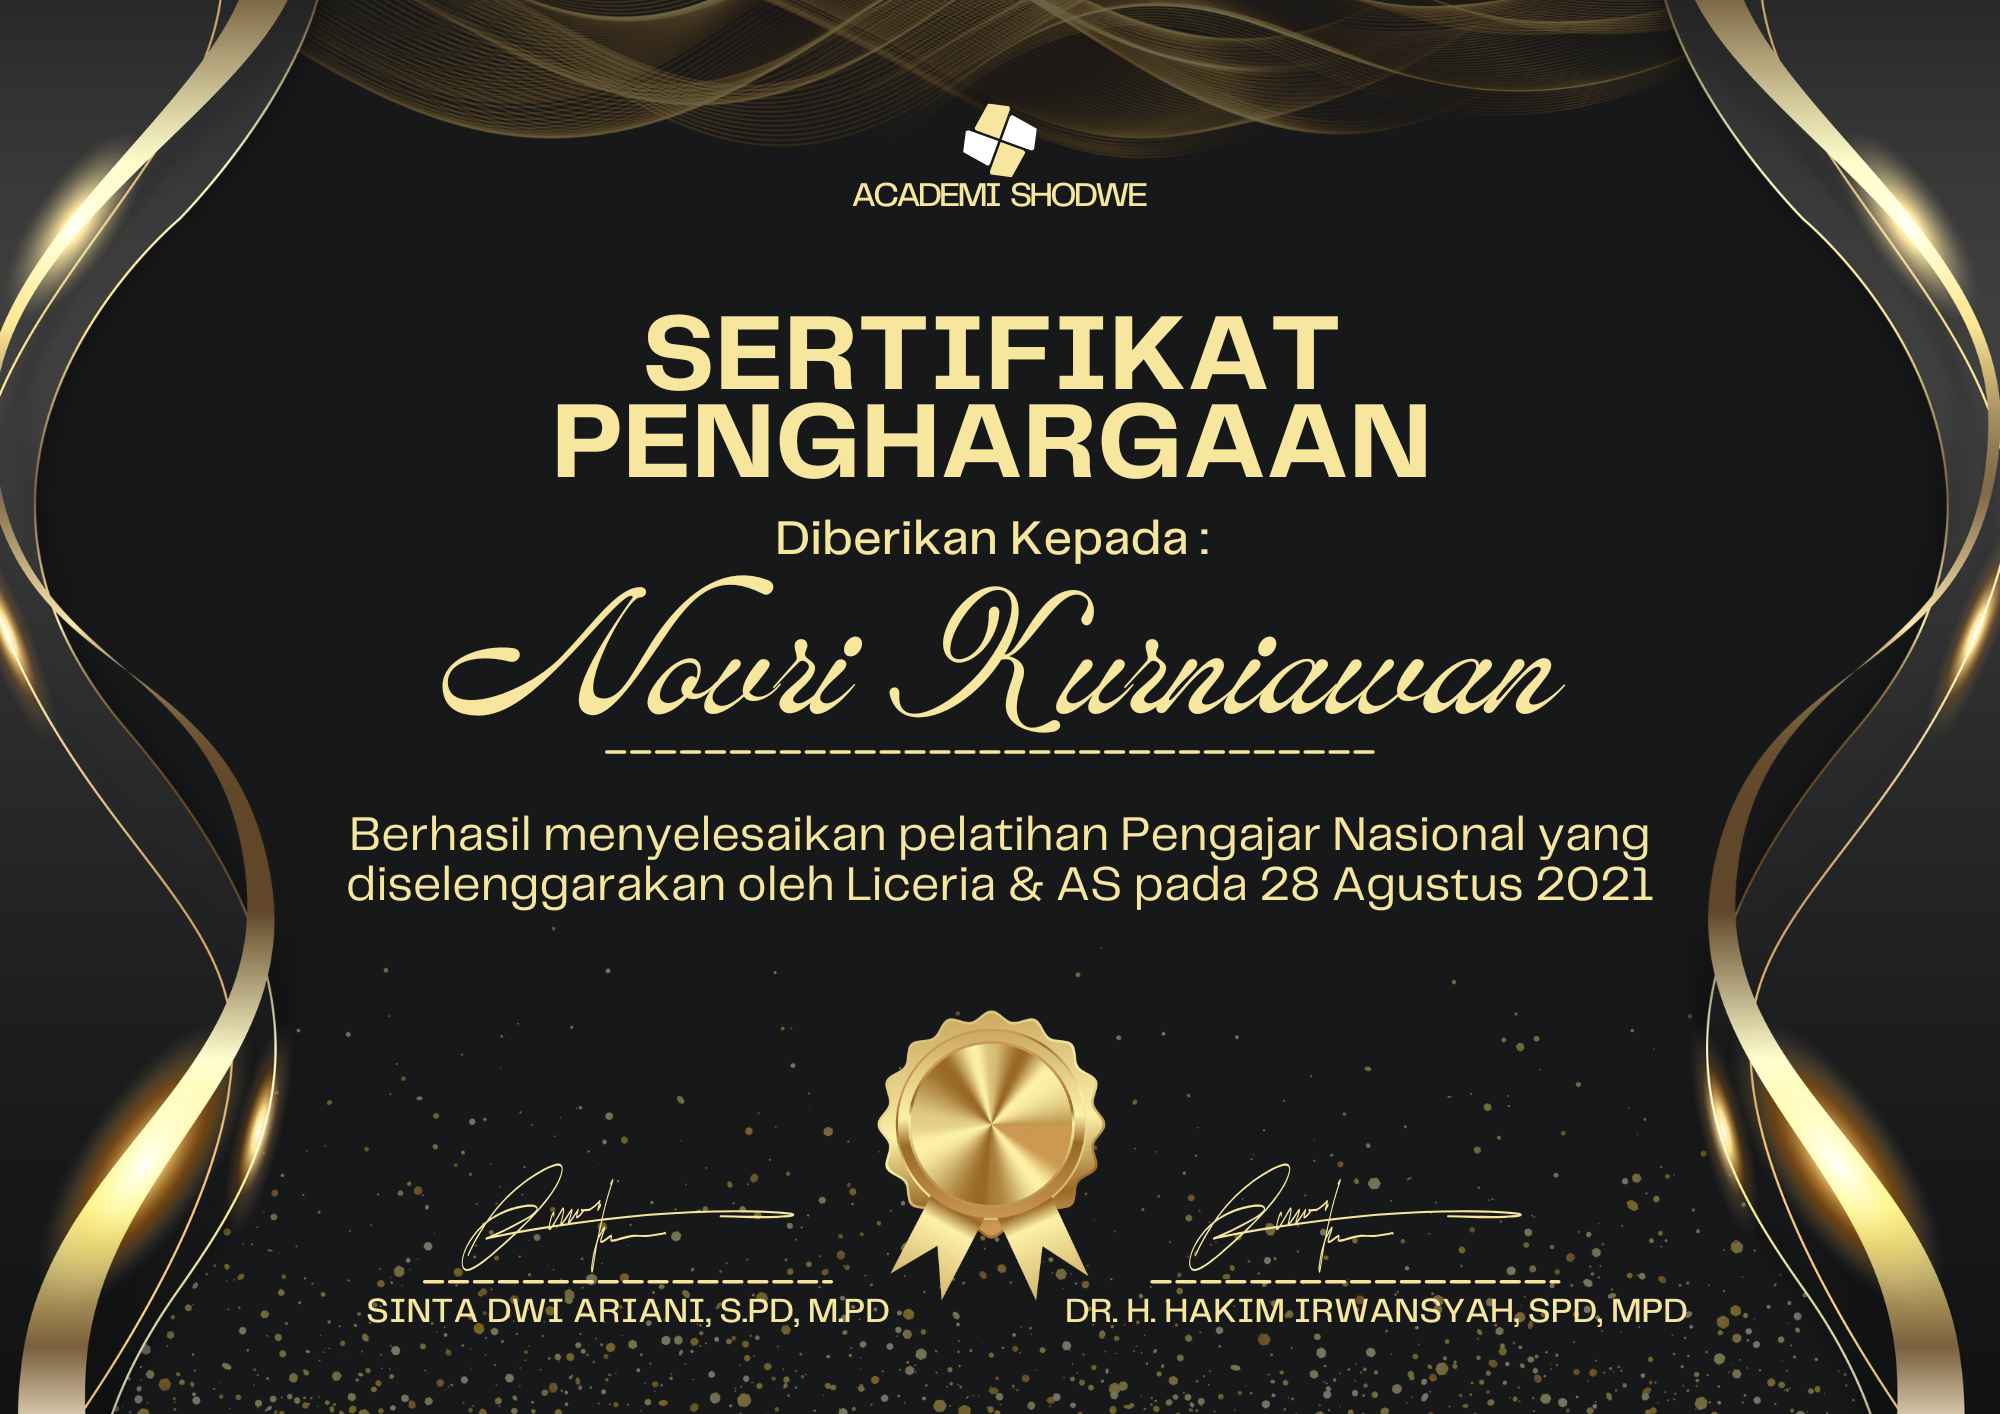 ACADEMI SHODWE
SERTIFIKAT
PENGHARGAAN
Diberikan Kepada :
Novri Kurniawan
Berhasil menyelesaikan pelatihan Pengajar Nasional yang
diselenggarakan oleh Liceria & AS pada 28 Agustus 2021
SINTA DWI ARIANI, S.PD, M.PD
DR. H. HAKIM IRWANSYAH, SPD, MPD